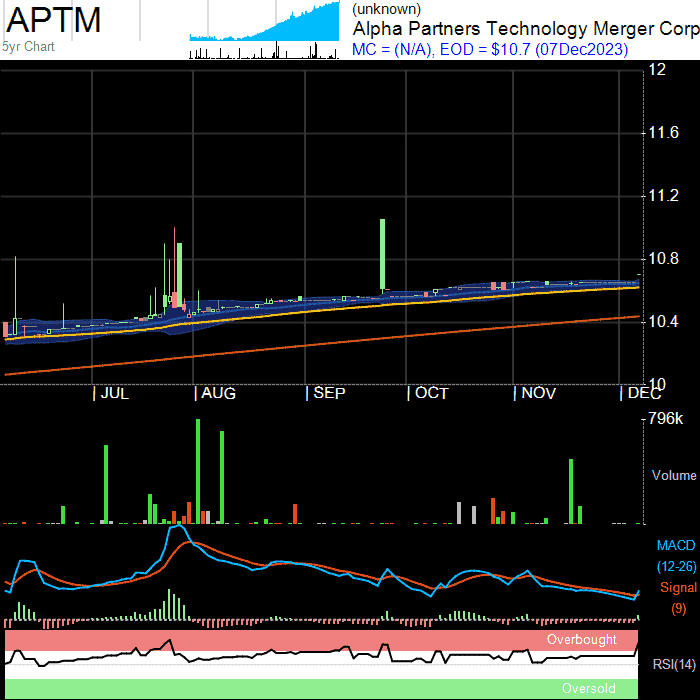 APTM
5yr Chart
(unknown)
Alpha Partners Technology Merger Corp
MC = (N/A), EOD = $10.7 (07Dec2023)
12
11.6
11.2
10.8
10.4
10
JUL
AUG
SEP
OCT
NOV
DEC
796k
Volume
MACD
(12-26)
Signal
(9)
Overbought
RSI(14)
Oversold